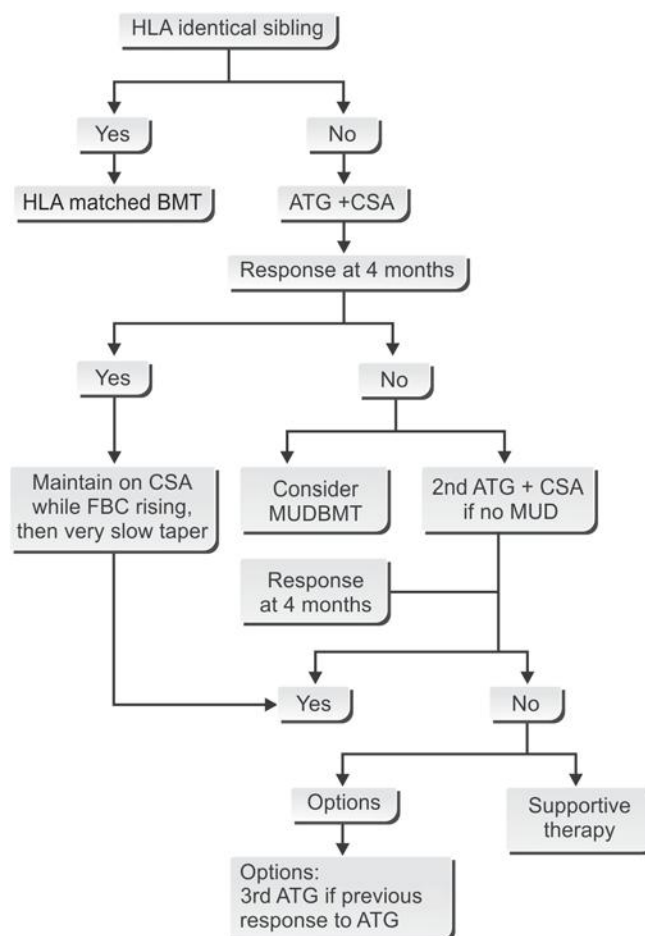 HLA identical sibling
Yes
No
HLA matched BMT
ATG +CSA
Response at 4 months
Yes
No
Maintain on CSA
while FBC rising,
then very slow taper
Consider
MUDBMT
2nd ATG + CSA
if no MUD
Response
at 4 months
Yes
No
Options
Supportive
therapy
Options:
3rd ATG if previous
response to ATG